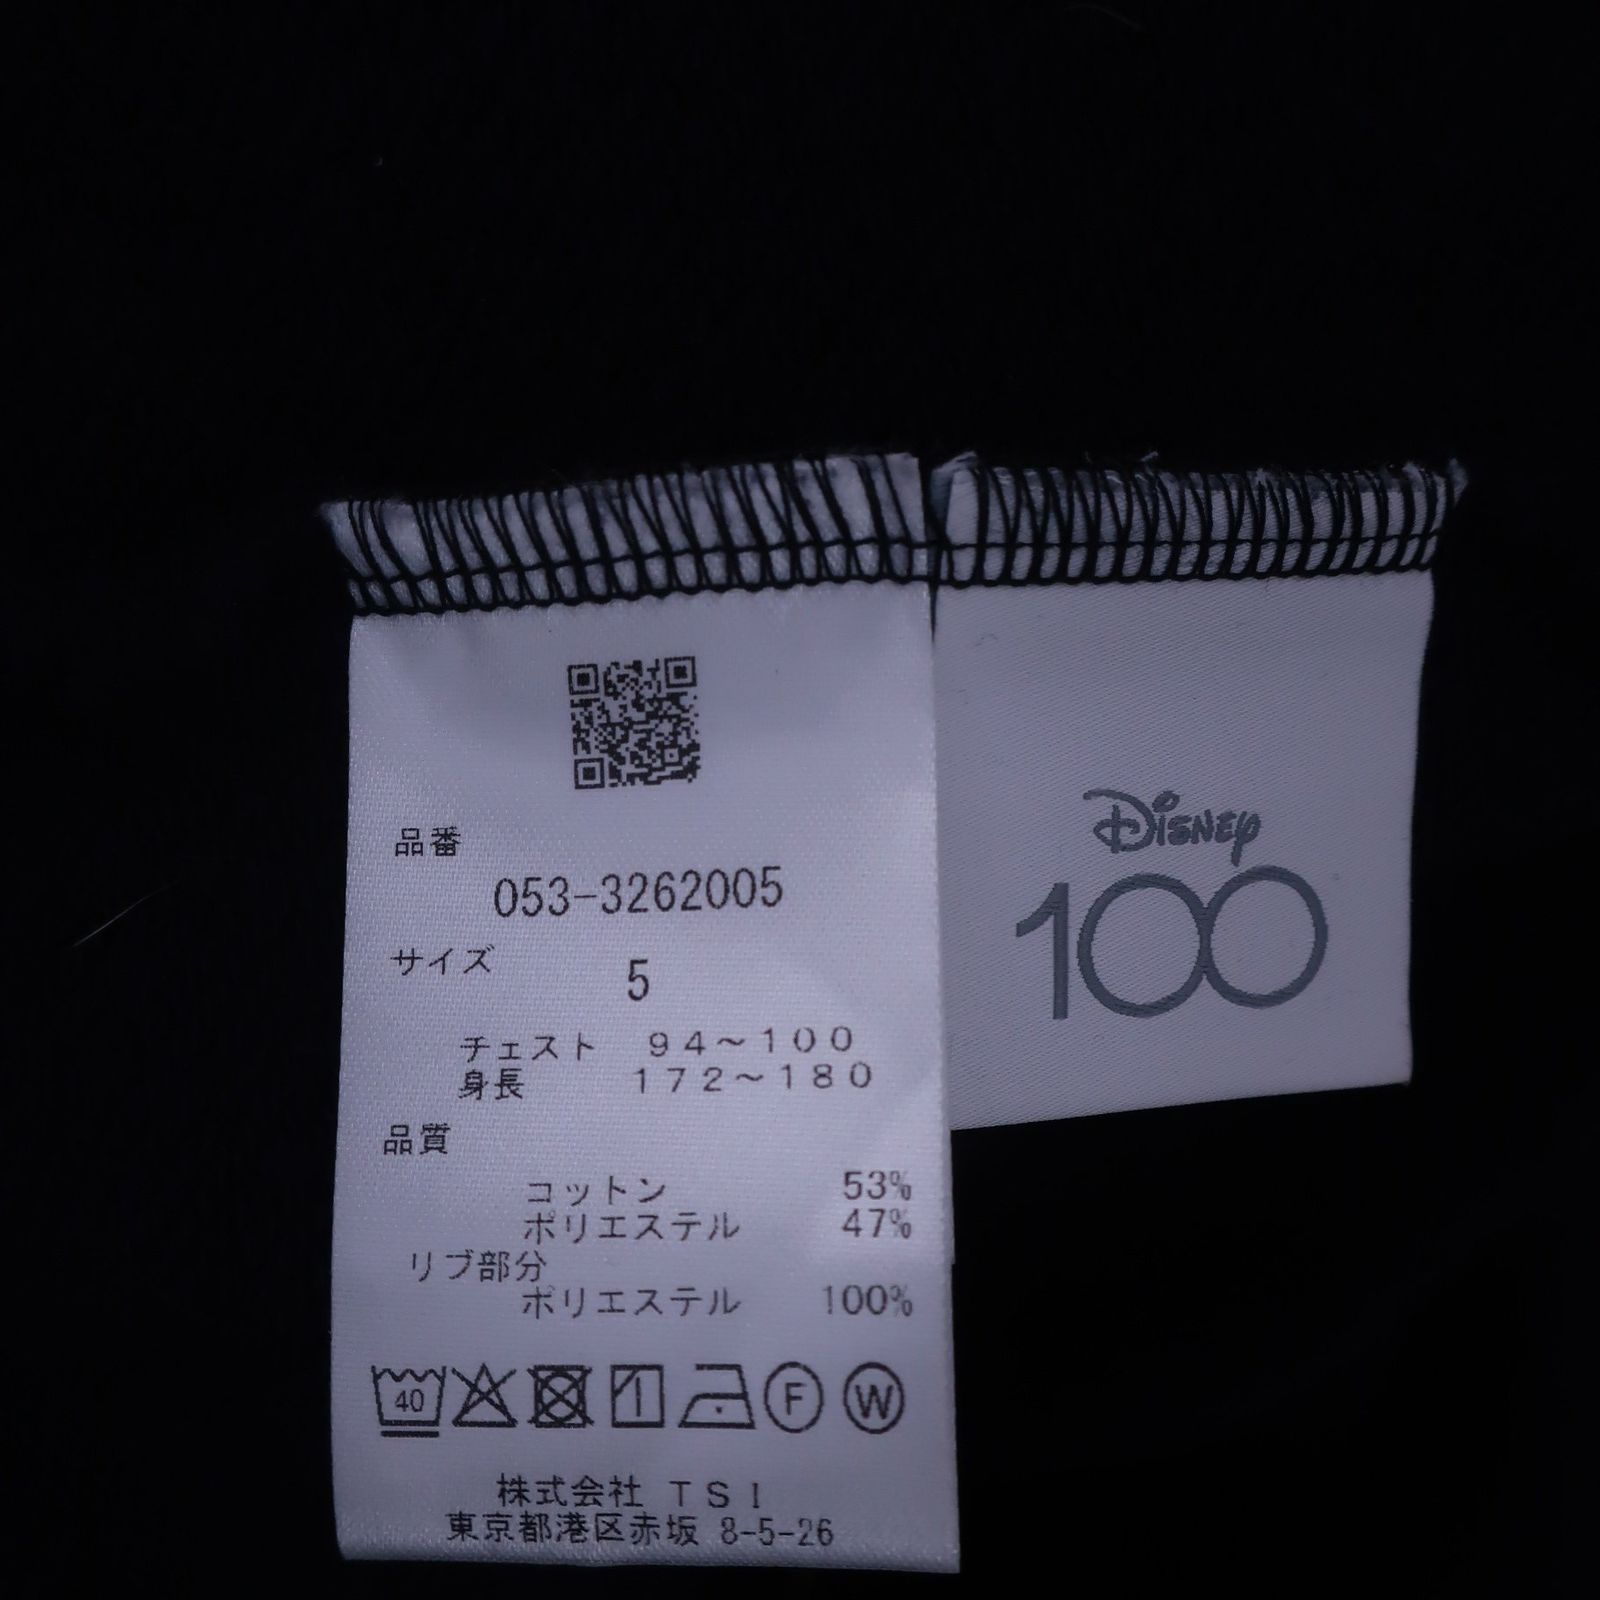 品番
053-3262005
サイズ 5
チェスト 94～100
身長 172～180
品質
コットン 53%
ポリエステル 47%
リブ部分
ポリエステル 100%
40 F W
株式会社 TSI
東京都港区赤坂 8-5-26
Disney
100